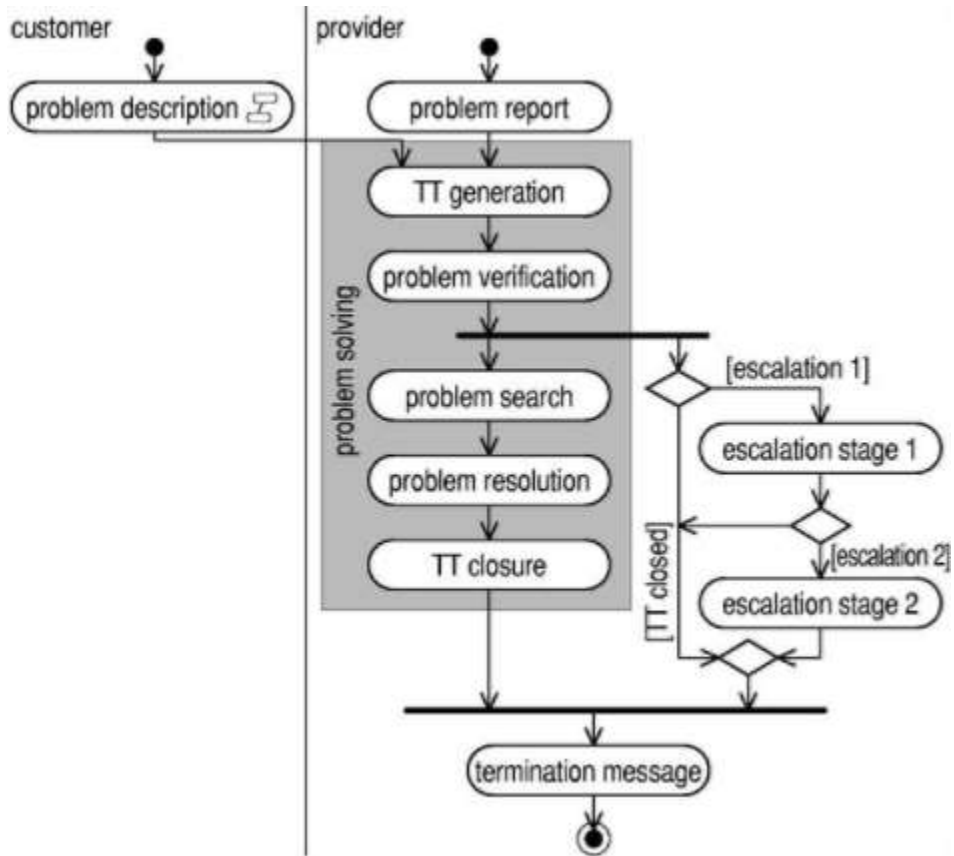 customer
provider
problem description
problem report
TT generation
problem verification
problem solving
problem search
[escalation 1]
escalation stage 1
problem resolution
[escalation 2]
TT closure
[TT closed]
escalation stage 2
termination message